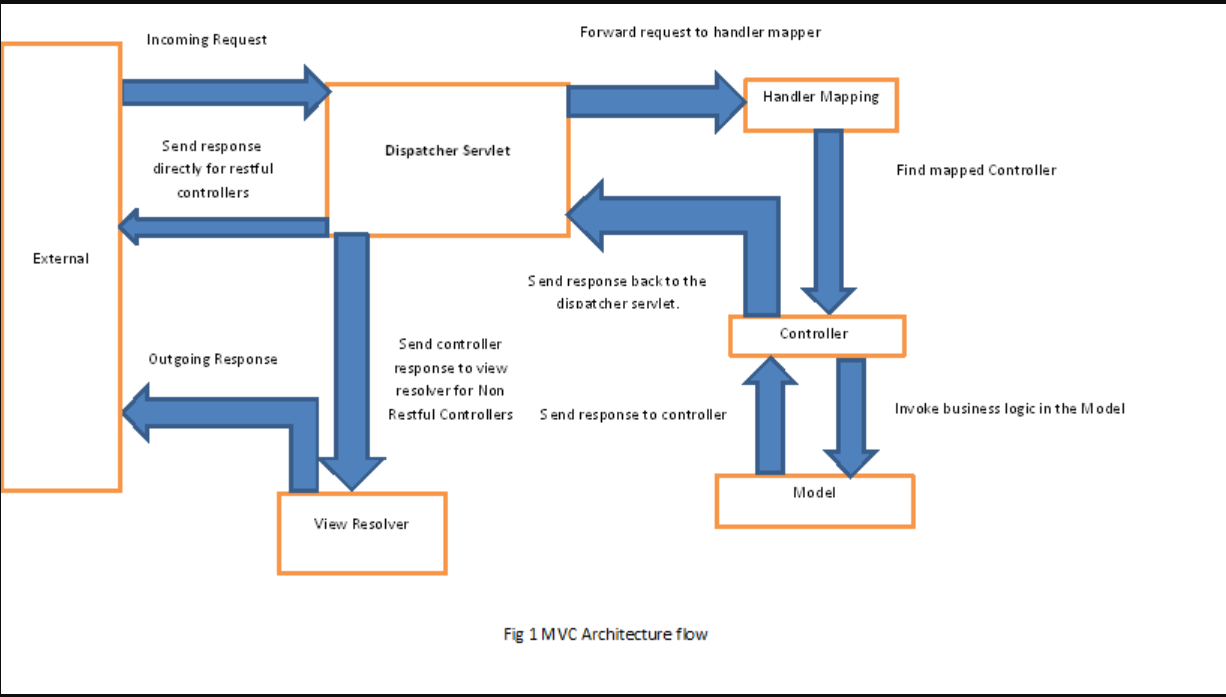 Incoming Request
Forward request to handler mapper
Handler Mapping
Send response
directly for restful
controllers
Dispatcher Servlet
Find mapped Controller
External
Send response back to the
dispatcher servlet.
Controller
Outgoing Response
Send controller
response to view
resolver for Non
Restful Controllers
Send response to controller
Invoke business logic in the Model
Model
View Resolver
Fig 1 MVC Architecture flow